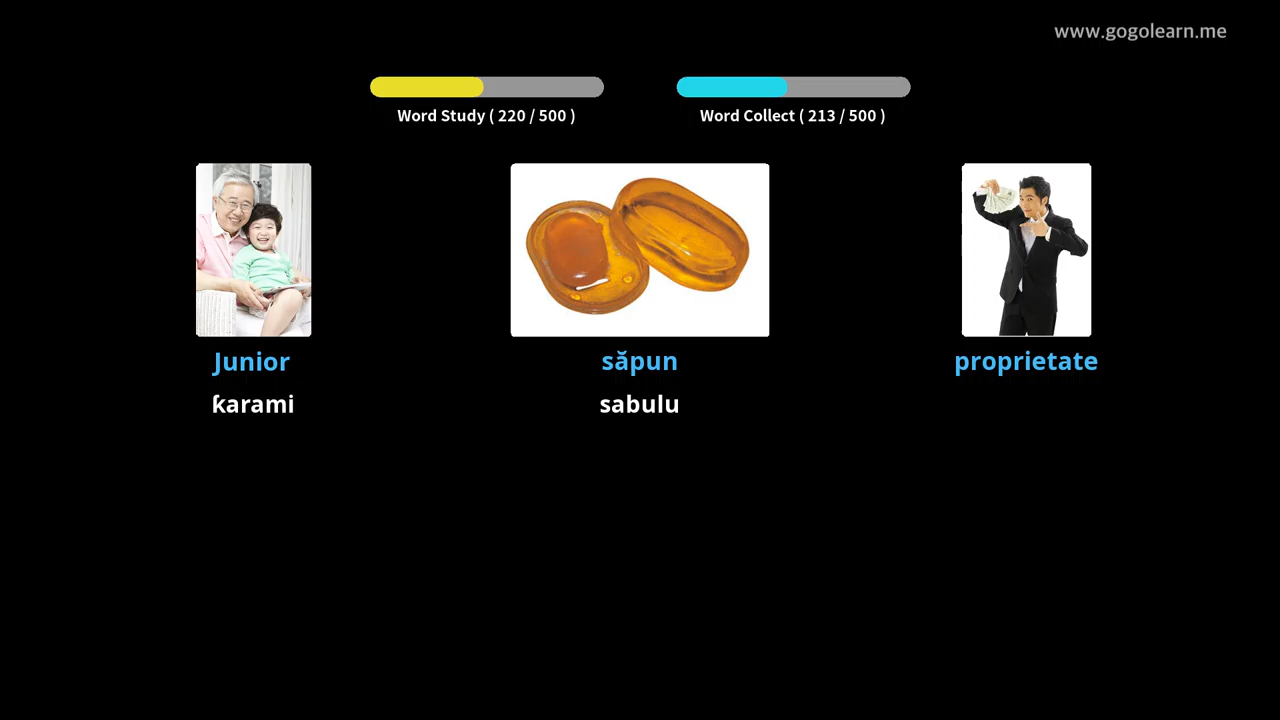 www.gogolearn.me
Word Study ( 220 / 500 )
Word Collect ( 213 / 500 )
Junior
săpun
proprietate
ƙarami
sabulu